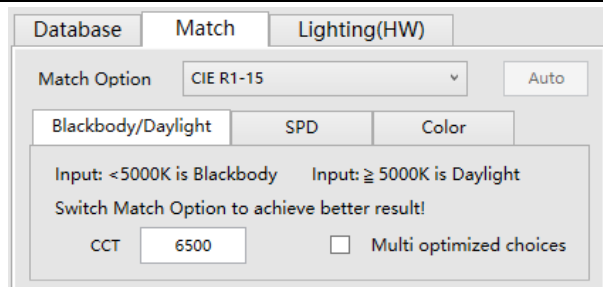 Database Match Lighting(HW)
Match Option CIE R1-15 Auto
Blackbody/Daylight SPD Color
Input: <5000K is Blackbody Input: ≧ 5000K is Daylight
Switch Match Option to achieve better result!
CCT 6500 Multi optimized choices